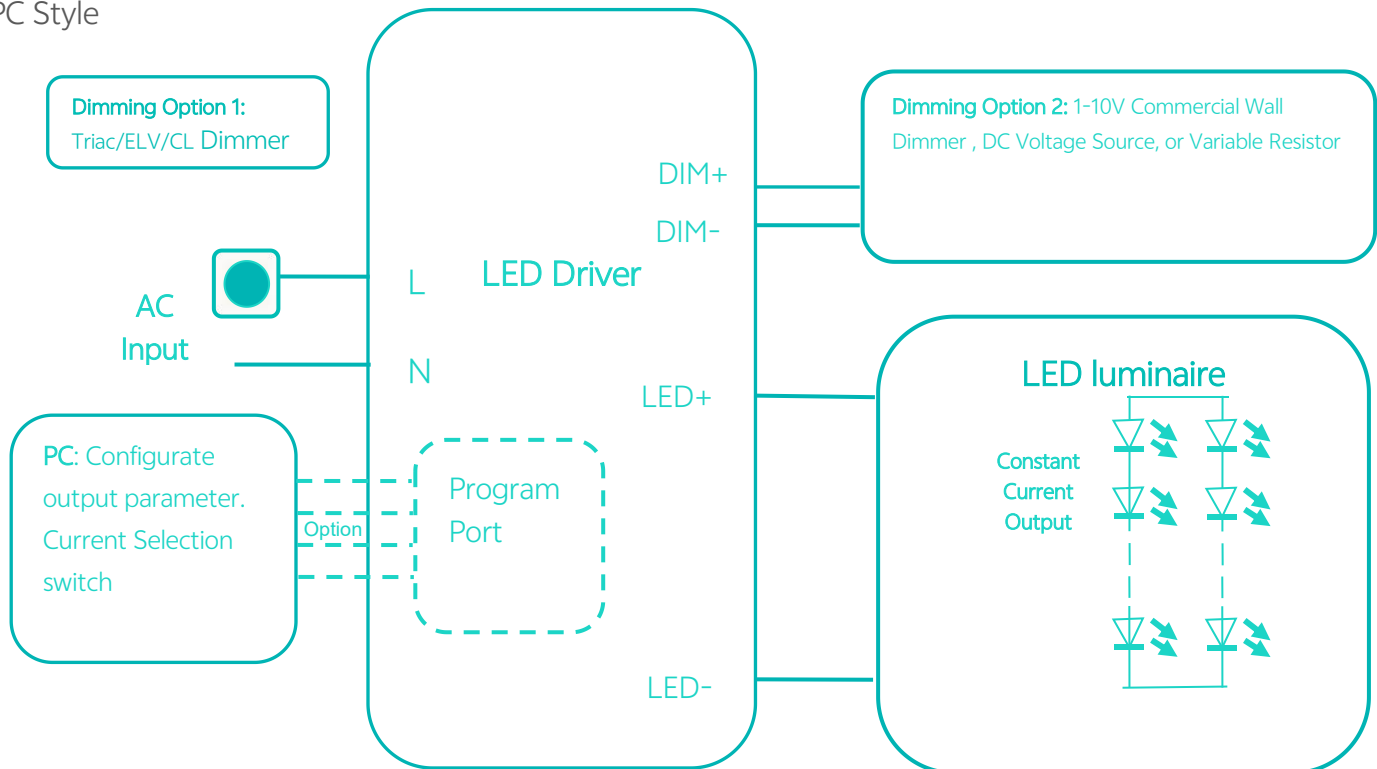 PC Style
Dimming Option 1:
Triac/ELV/CL Dimmer
Dimming Option 2: 1-10V Commercial Wall
Dimmer , DC Voltage Source, or Variable Resistor
DIM+
DIM-
LED Driver
L
AC
Input
N
LED+
LED luminaire
Constant
Current
Output
PC: Configurate
output parameter.
Current Selection
switch
Option
Program
Port
LED-